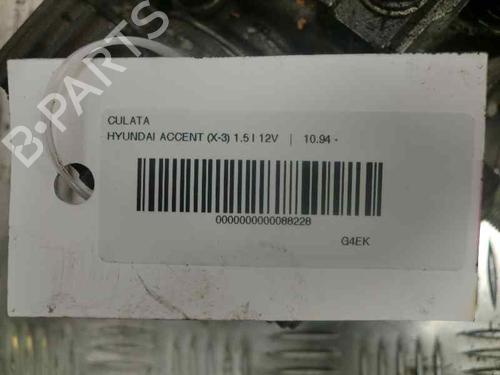 CULATA
HYUNDAI ACCENT (X-3) 1.5 I 12V | 10.94 -
0000000000088228
G4EK
B-PARTS